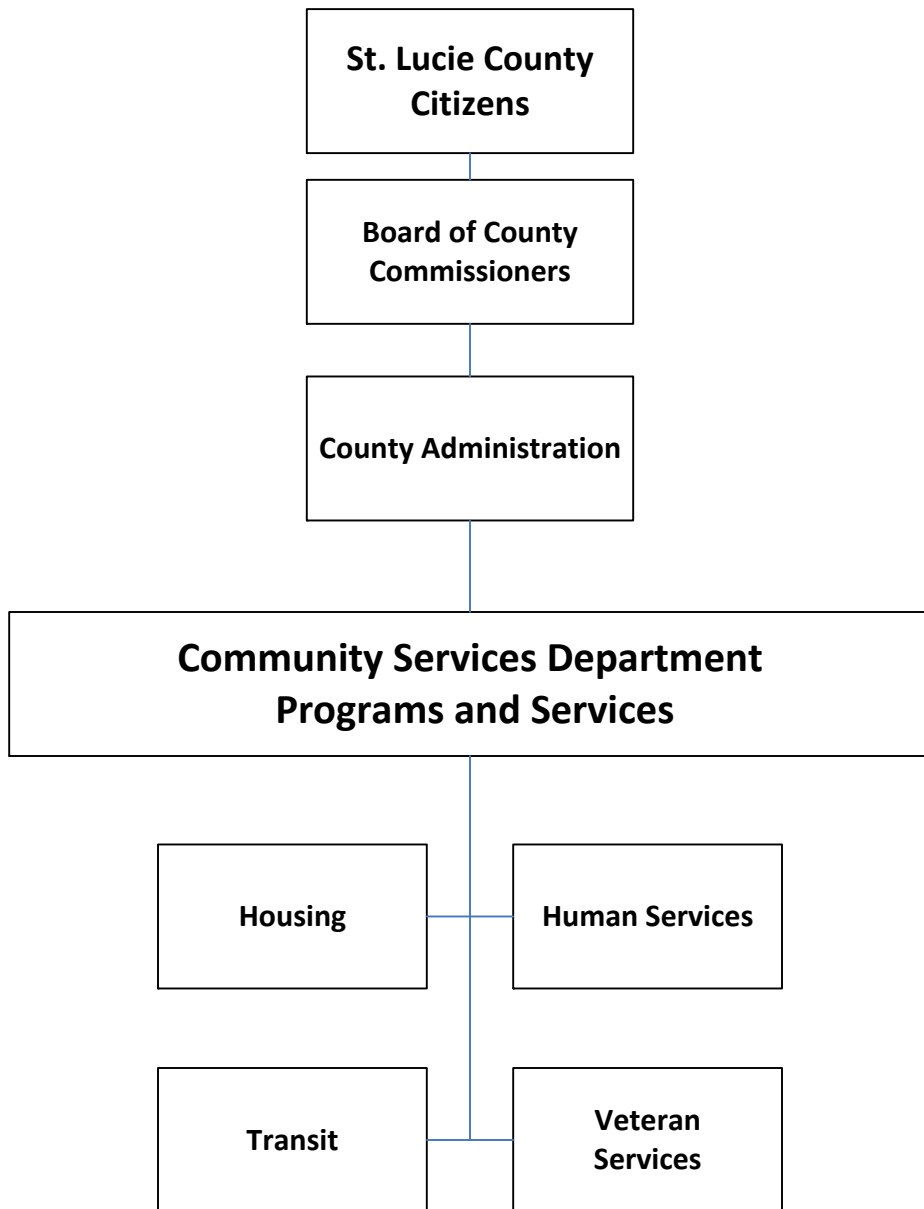 St. Lucie County
Citizens
Board of County
Commissioners
County Administration
Community Services Department
Programs and Services
Housing
Human Services
Transit
Veteran
Services